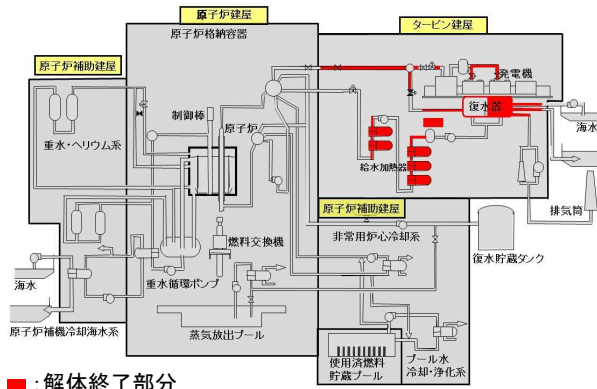 原子炉建屋
タービン建屋
原子炉格納容器
原子炉補助建屋
発電機
制御棒
原子炉
復水器
海水
重水・ヘリウム系
給水加熱器
排気筒
原子炉補助建屋
燃料交換機
非常用炉心冷却系
復水貯蔵タンク
海水
重水循環ポンプ
原子炉補機冷却海水系
蒸気放出プール
使用済燃料
貯蔵プール
プール水
冷却・浄化系
:解体終了部分